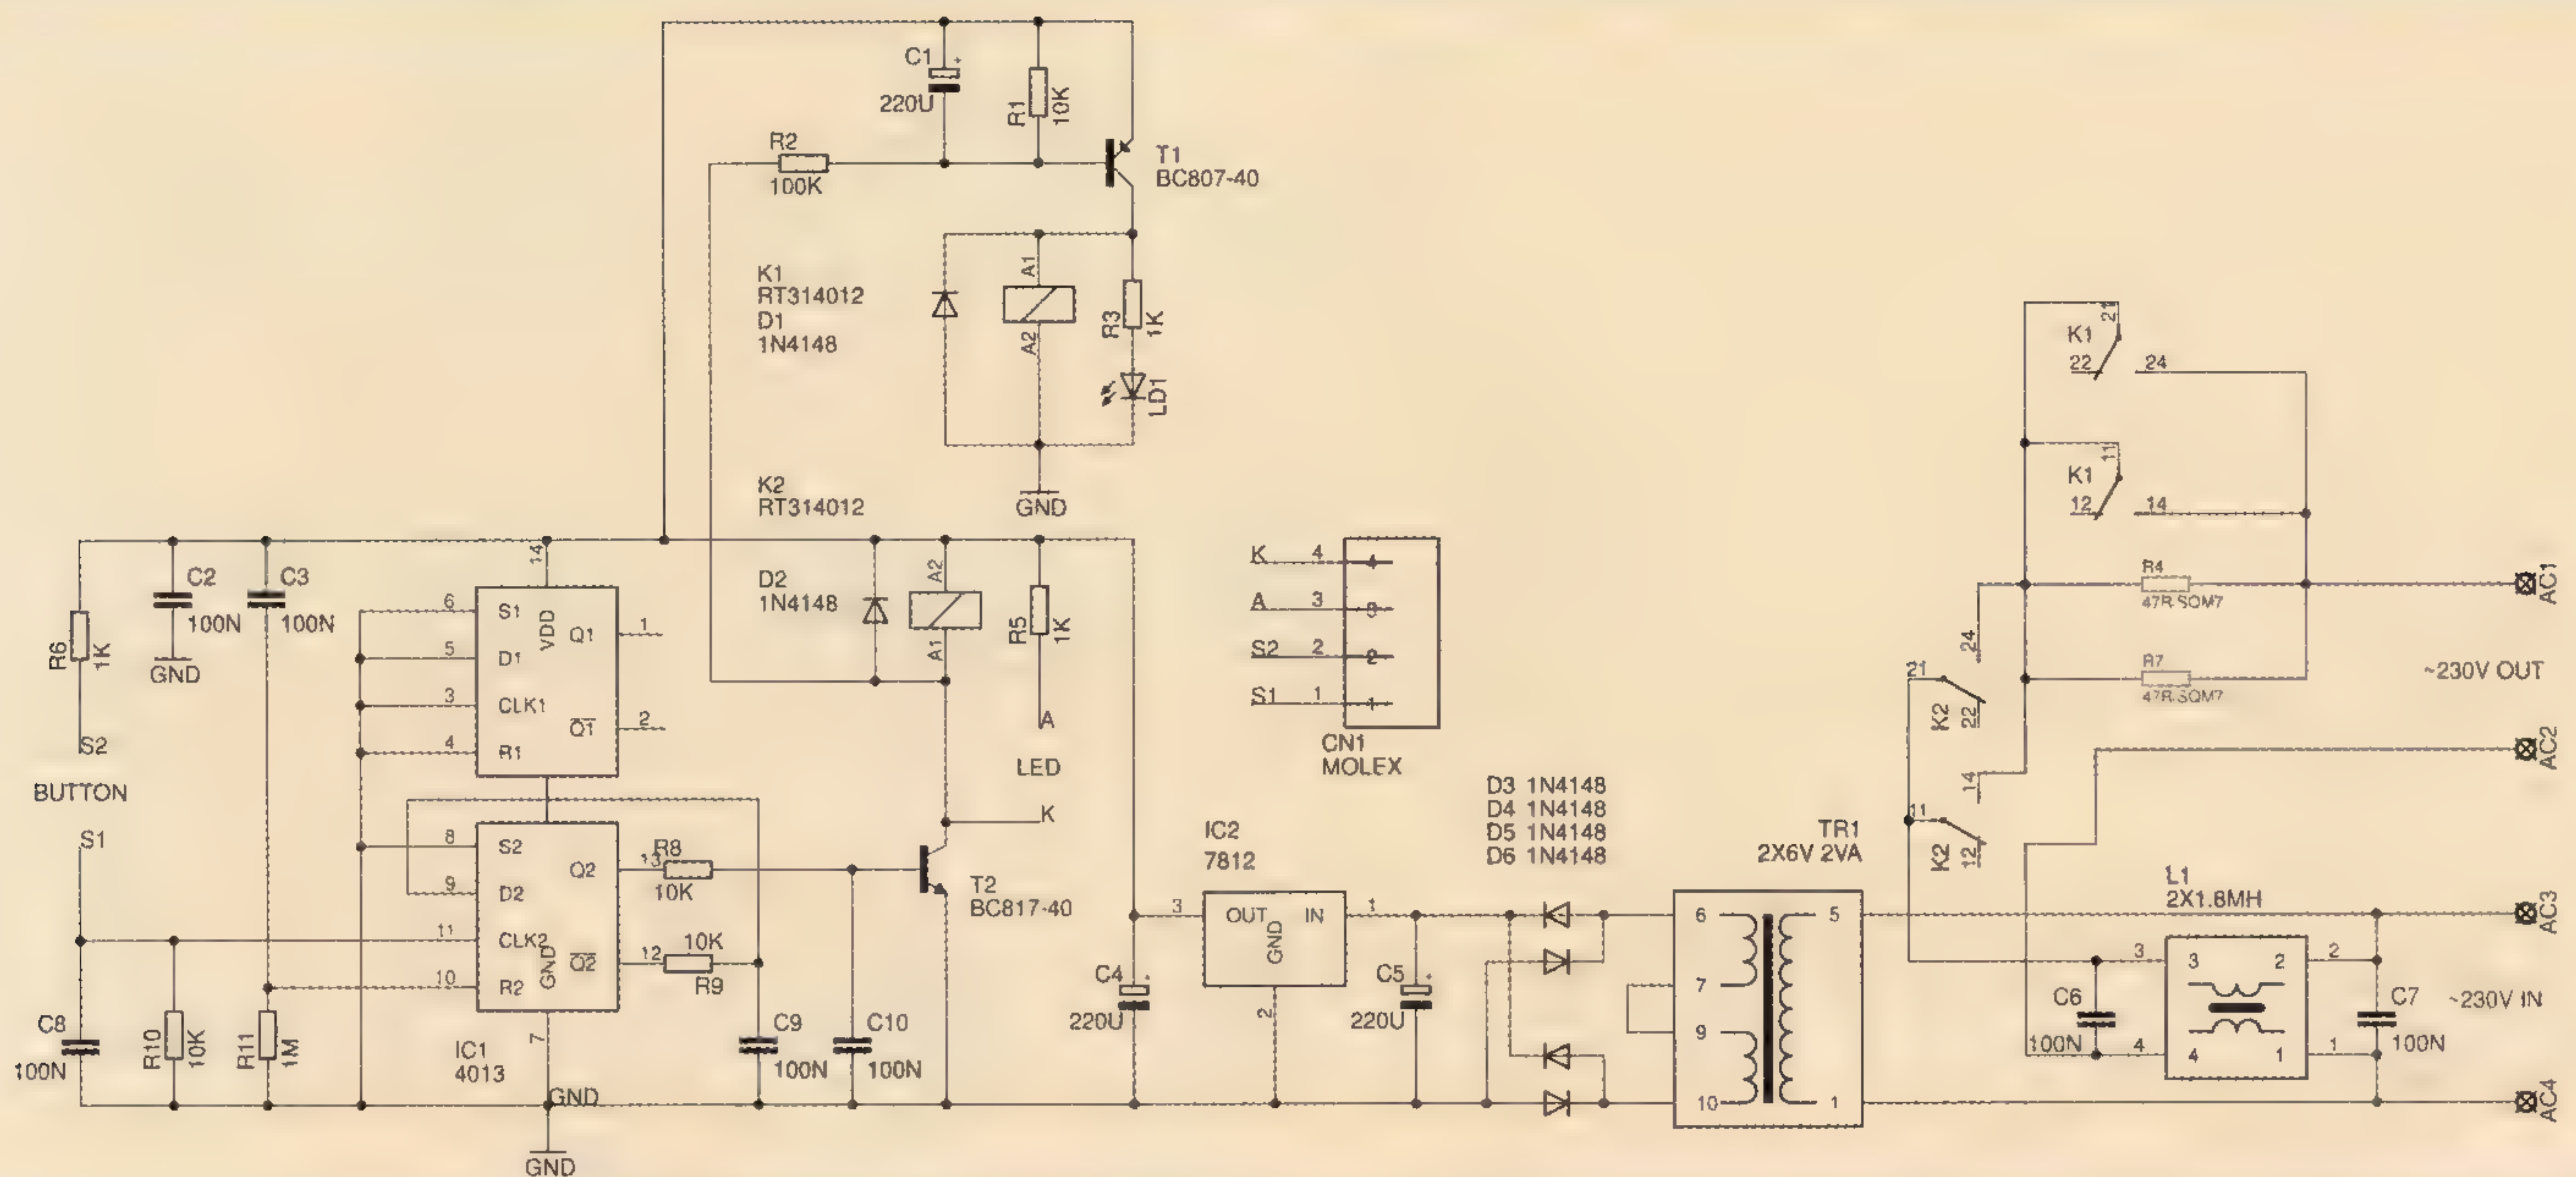 C1
+
220U
R1
10K
R2
100K
T1
BC807-40
K1
RT314012
D1
1N4148
A1
A2
R3
1K
LD1
GND
K2
RT314012
D2
1N4148
A2
A1
R5
1K
A
LED
K
R6
1K
S2
BUTTON
S1
C2
100N
GND
C3
100N
14
VDD
6 S1
5 D1
3 CLK1
4 R1
Q1 1
Q1 2
8 S2
9 D2
11 CLK2
10 R2
GND
Q2 13
Q2 12
7
IC1
4013
GND
GND
R8
10K
10K
R9
C8
100N
R10
10K
R11
1M
C9
100N
C10
100N
T2
BC817-40
K 4 4
A 3 3
S2 2 2
S1 1 1
CN1
MOLEX
C4
+
220U
IC2
7812
3 OUT IN 1
GND
2
C5
+
220U
D3 1N4148
D4 1N4148
D5 1N4148
D6 1N4148
TR1
2X6V 2VA
6 5
7
9
10 1
K1
21
22 24
K1
11
12 14
R4
47R/SQM7
R7
47R/SQM7
24
21
22
K2
14
11
12
K2
L1
2X1.8MH
3 3 2 2
4 4 1 1
C6
100N
C7
100N
AC1
~230V OUT
AC2
AC3
~230V IN
AC4